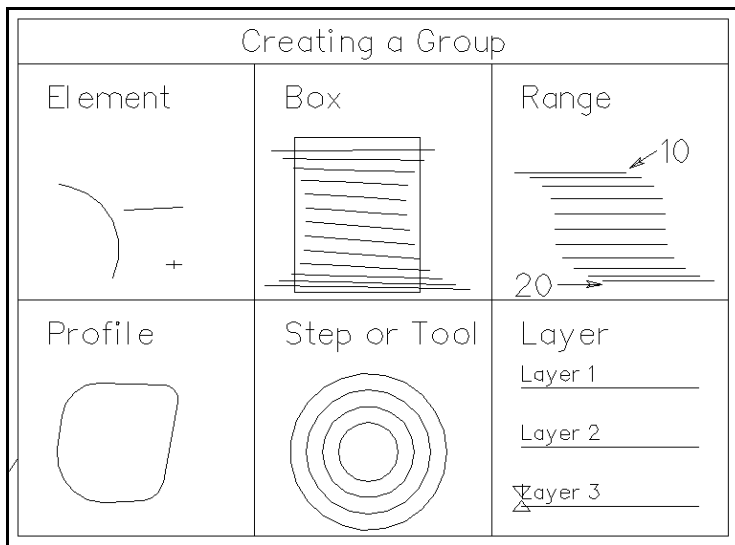 Creating a Group
Element
Box
Range
10
20
Profile
Step or Tool
Layer
Layer 1
Layer 2
Layer 3